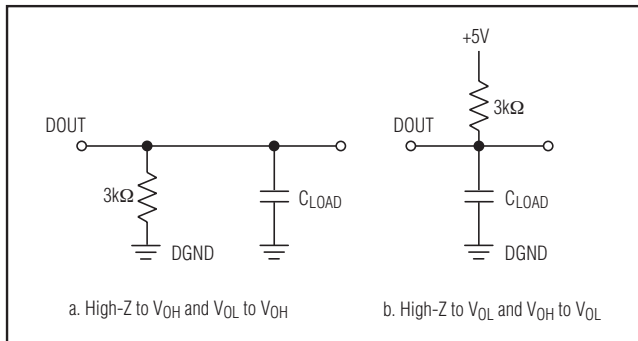 +5V
3kΩ
DOUT
DOUT
3kΩ
CLOAD
CLOAD
DGND
DGND
a. High-Z to VOH and VOL to VOH
b. High-Z to VOL and VOH to VOL